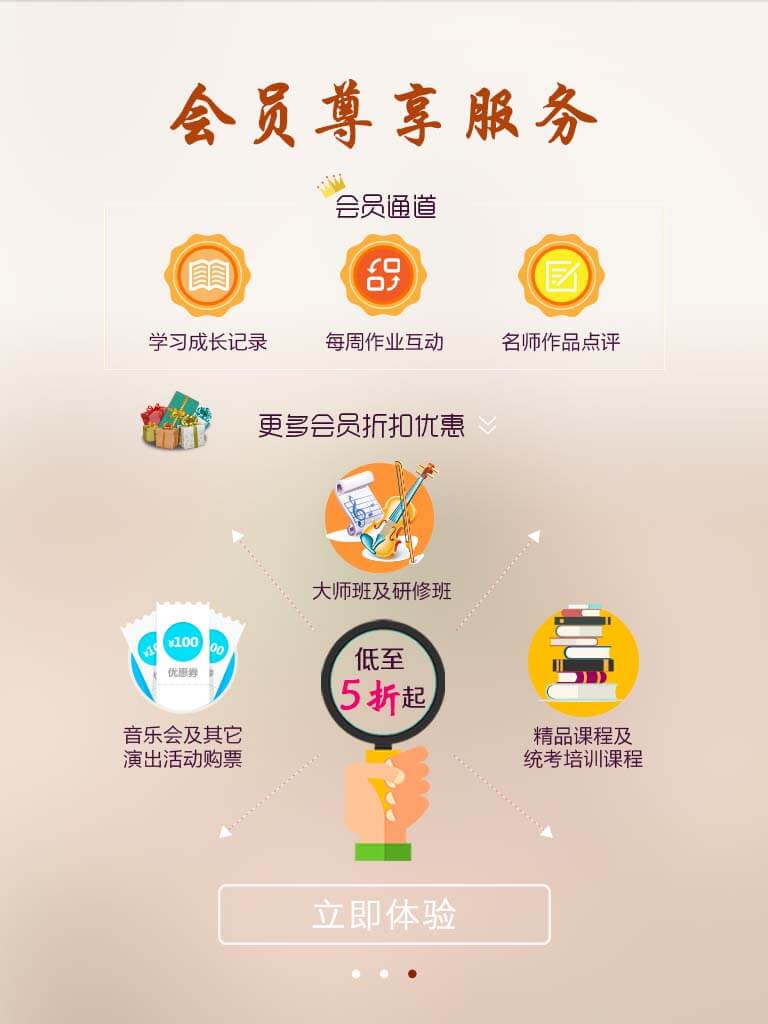 会员尊享服务
会员通道
学习成长记录
每周作业互动
名师作品点评
更多会员折扣优惠
大师班及研修班
¥100
优惠券
音乐会及其它
演出活动购票
低至
5折起
精品课程及
统考培训课程
立即体验